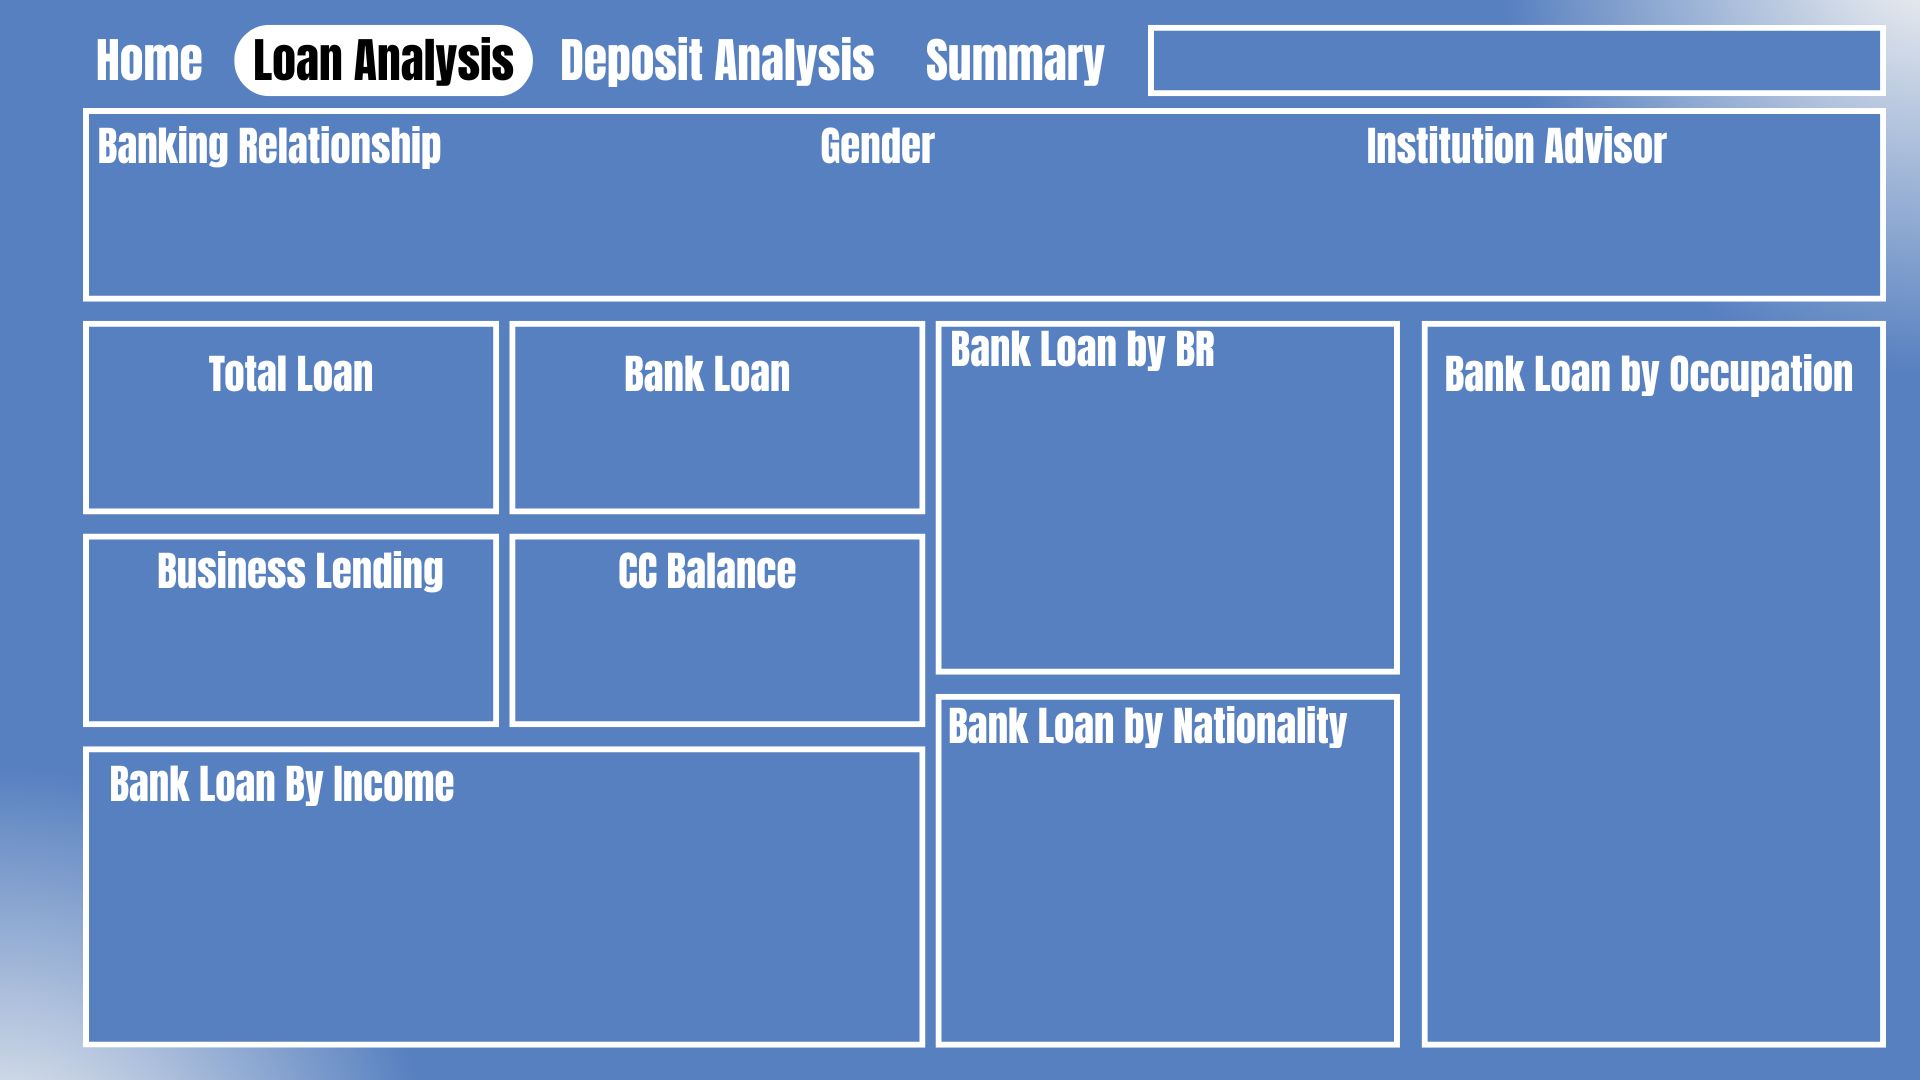 Home Loan Analysis Deposit Analysis Summary
Banking Relationship Gender Institution Advisor
Total Loan Bank Loan Bank Loan by BR Bank Loan by Occupation
Business Lending CC Balance
Bank Loan by Nationality
Bank Loan By Income